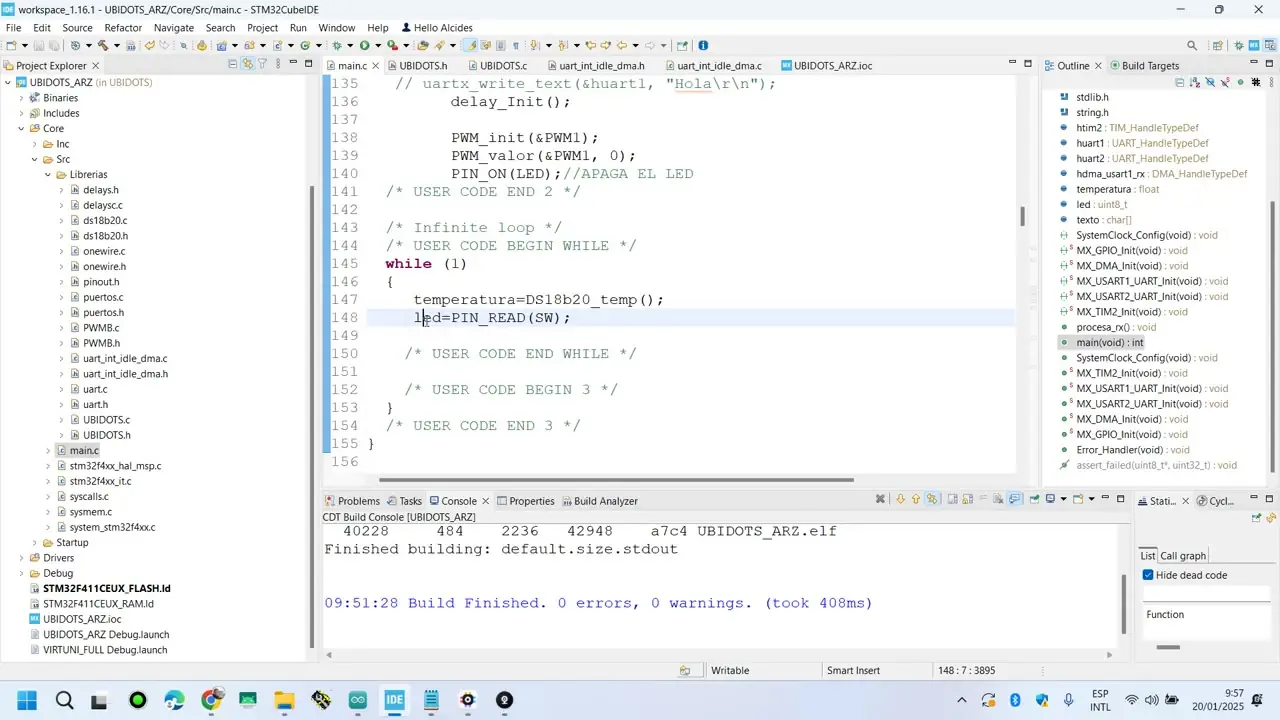 workspace_1.16.1 - UBIDOTS_ARZ/Core/Src/main.c - STM32CubeIDE
File Edit Source Refactor Navigate Search Project Run Window Help Hello Alcides
Project Explorer
UBIDOTS_ARZ (in UBIDOTS)
Binaries
Includes
Core
Inc
Src
Librerias
delays.h
delaysc.c
ds18b20.c
ds18b20.h
onewire.c
onewire.h
pinout.h
puertos.c
puertos.h
PWMB.c
PWMB.h
uart_int_idle_dma.c
uart_int_idle_dma.h
uart.c
uart.h
UBIDOTS.c
UBIDOTS.h
main.c
stm32f4xx_hal_msp.c
stm32f4xx_it.c
syscalls.c
sysmem.c
system_stm32f4xx.c
Startup
Drivers
Debug
STM32F411CEUX_FLASH.ld
STM32F411CEUX_RAM.ld
UBIDOTS_ARZ.ioc
UBIDOTS_ARZ Debug.launch
VIRTUNI_FULL Debug.launch
main.c UBIDOTS.h UBIDOTS.c uart_int_idle_dma.h uart_int_idle_dma.c UBIDOTS_ARZ.ioc
135 // uartx_write_text(&huart1, "Hola\r\n");
136 delay_Init();
137
138 PWM_init(&PWM1);
139 PWM_valor(&PWM1, 0);
140 PIN_ON(LED);//APAGA EL LED
141 /* USER CODE END 2 */
142
143 /* Infinite loop */
144 /* USER CODE BEGIN WHILE */
145 while (1)
146 {
147 temperatura=DS18b20_temp();
148 led=PIN_READ(SW);
149
150 /* USER CODE END WHILE */
151
152 /* USER CODE BEGIN 3 */
153 }
154 /* USER CODE END 3 */
155 }
156
Outline Build Targets
stdlib.h
string.h
htim2 : TIM_HandleTypeDef
huart1 : UART_HandleTypeDef
huart2 : UART_HandleTypeDef
hdma_usart1_rx : DMA_HandleTypeDef
temperatura : float
led : uint8_t
texto : char[]
SystemClock_Config(void) : void
MX_GPIO_Init(void) : void
MX_DMA_Init(void) : void
MX_USART1_UART_Init(void) : void
MX_USART2_UART_Init(void) : void
MX_TIM2_Init(void) : void
procesa_rx() : void
main(void) : int
SystemClock_Config(void) : void
MX_TIM2_Init(void) : void
MX_USART1_UART_Init(void) : void
MX_USART2_UART_Init(void) : void
MX_DMA_Init(void) : void
MX_GPIO_Init(void) : void
Error_Handler(void) : void
assert_failed(uint8_t*, uint32_t) : void
Problems Tasks Console Properties Build Analyzer
CDT Build Console [UBIDOTS_ARZ]
40228 484 2236 42948 a7c4 UBIDOTS_ARZ.elf
Finished building: default.size.stdout
09:51:28 Build Finished. 0 errors, 0 warnings. (took 408ms)
Stati... Cycl...
List Call graph
Hide dead code
Function
Writable Smart Insert 148 : 7 : 3895
ESP
INTL
9:57
20/01/2025